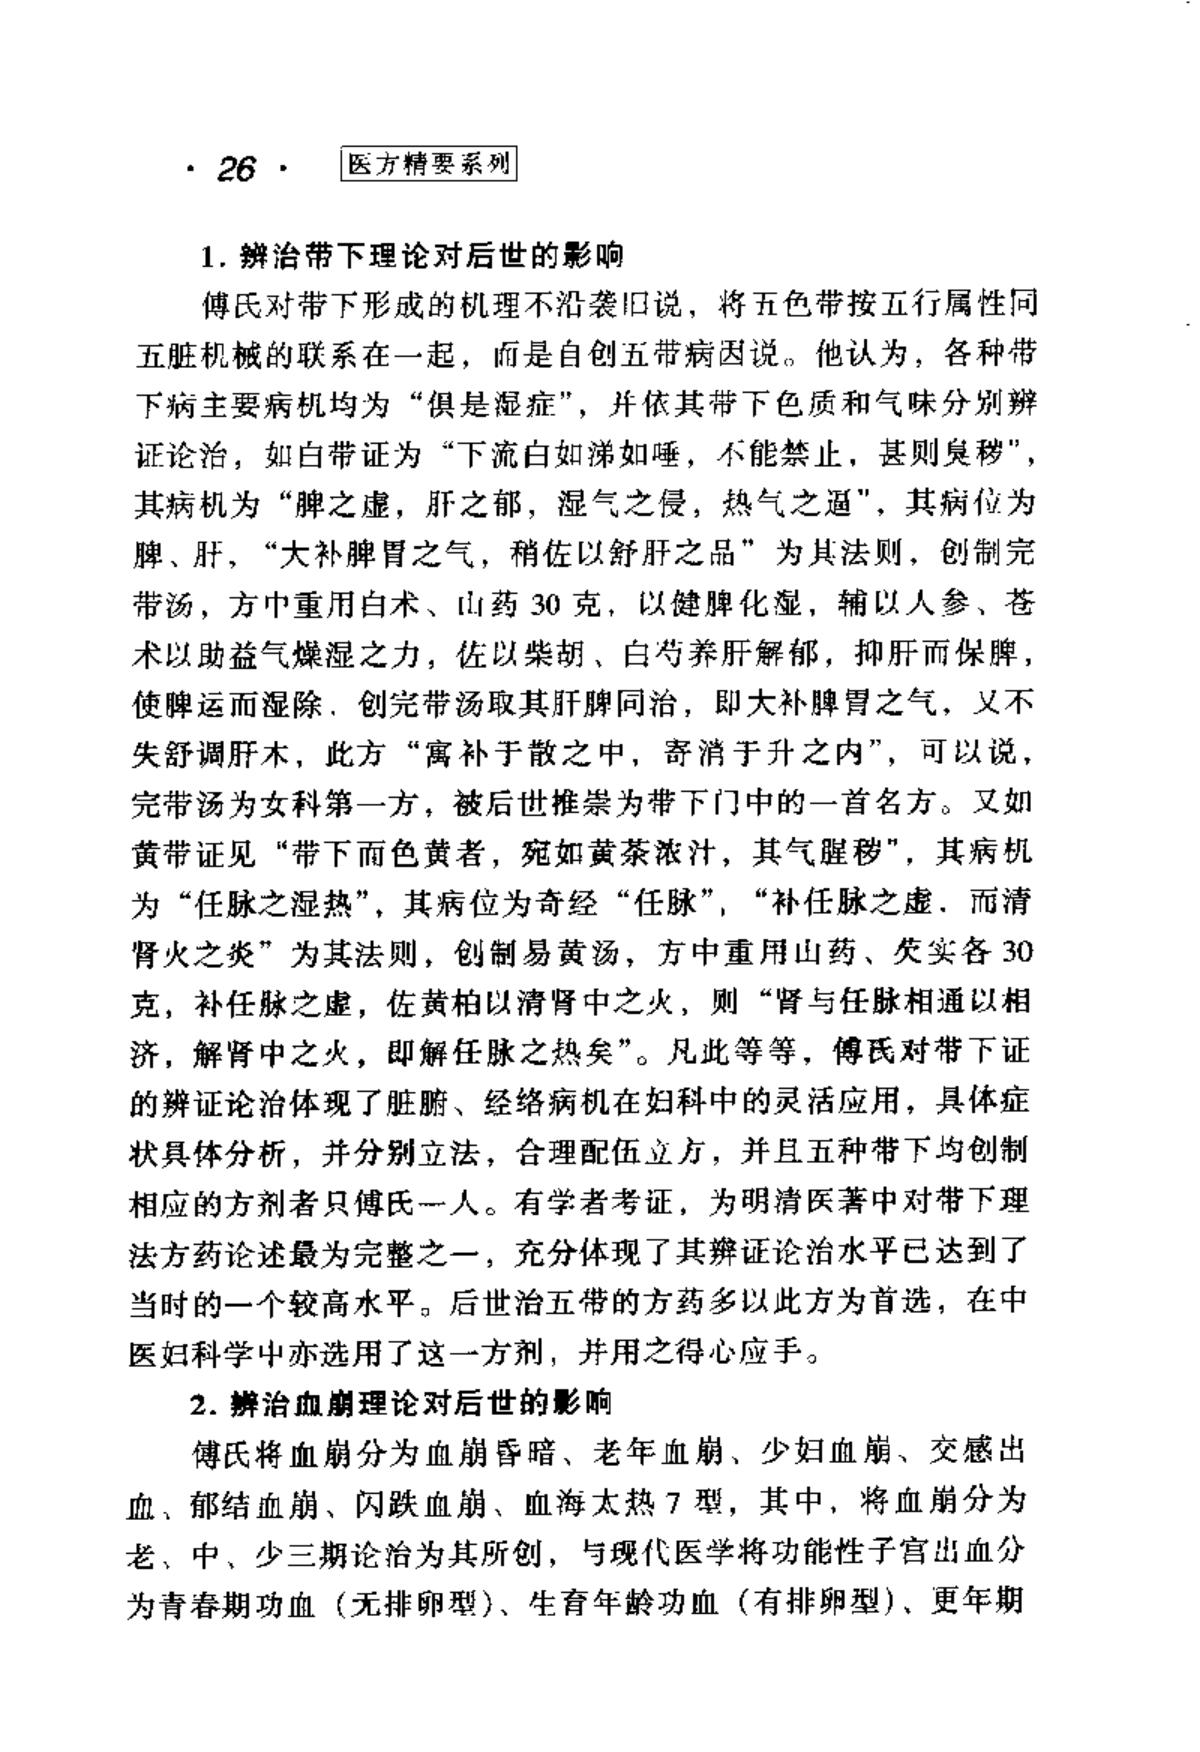 · 26 · 医方精要系列
1. 辨治带下理论对后世的影响
傅氏对带下形成的机理不沿袭旧说，将五色带按五行属性同
五脏机械的联系在一起，而是自创五带病因说。他认为，各种带
下病主要病机均为“俱是湿症”，并依其带下色质和气味分别辨
证论治，如白带证为“下流白如涕如唾，不能禁止，甚则臭秽”，
其病机为“脾之虚，肝之郁，湿气之侵，热气之逼”，其病位为
脾、肝，“大补脾胃之气，稍佐以舒肝之品”为其法则，创制完
带汤，方中重用白术、山药 30 克，以健脾化湿，辅以人参、苍
术以助益气燥湿之力，佐以柴胡、白芍养肝解郁，抑肝而保脾，
使脾运而湿除．创完带汤取其肝脾同治，即大补脾胃之气，又不
失舒调肝木，此方“寓补于散之中，寄消于升之内”，可以说，
完带汤为女科第一方，被后世推崇为带下门中的一首名方。又如
黄带证见“带下而色黄者，宛如黄茶浓汁，其气腥秽”，其病机
为“任脉之湿热”，其病位为奇经“任脉”，“补任脉之虚．而清
肾火之炎”为其法则，创制易黄汤，方中重用山药、芡实各 30
克，补任脉之虚，佐黄柏以清肾中之火，则“肾与任脉相通以相
济，解肾中之火，即解任脉之热矣”。凡此等等，傅氏对带下证
的辨证论治体现了脏腑、经络病机在妇科中的灵活应用，具体症
状具体分析，并分别立法，合理配伍立方，并且五种带下均创制
相应的方剂者只傅氏一人。有学者考证，为明清医著中对带下理
法方药论述最为完整之一，充分体现了其辨证论治水平已达到了
当时的一个较高水平。后世治五带的方药多以此方为首选，在中
医妇科学中亦选用了这一方剂，并用之得心应手。
2. 辨治血崩理论对后世的影响
傅氏将血崩分为血崩昏暗、老年血崩、少妇血崩、交感出
血、郁结血崩、闪跌血崩、血海太热 7 型，其中，将血崩分为
老、中、少三期论治为其所创，与现代医学将功能性子宫出血分
为青春期功血（无排卵型）、生育年龄功血（有排卵型）、更年期